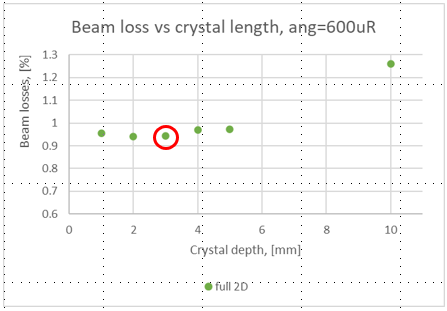 Beam loss vs crystal length, ang=600uR
Beam losses, [%]
1.3
1.2
1.1
1
0.9
0.8
0.7
0.6
0 2 4 6 8 10
Crystal depth, [mm]
full 2D